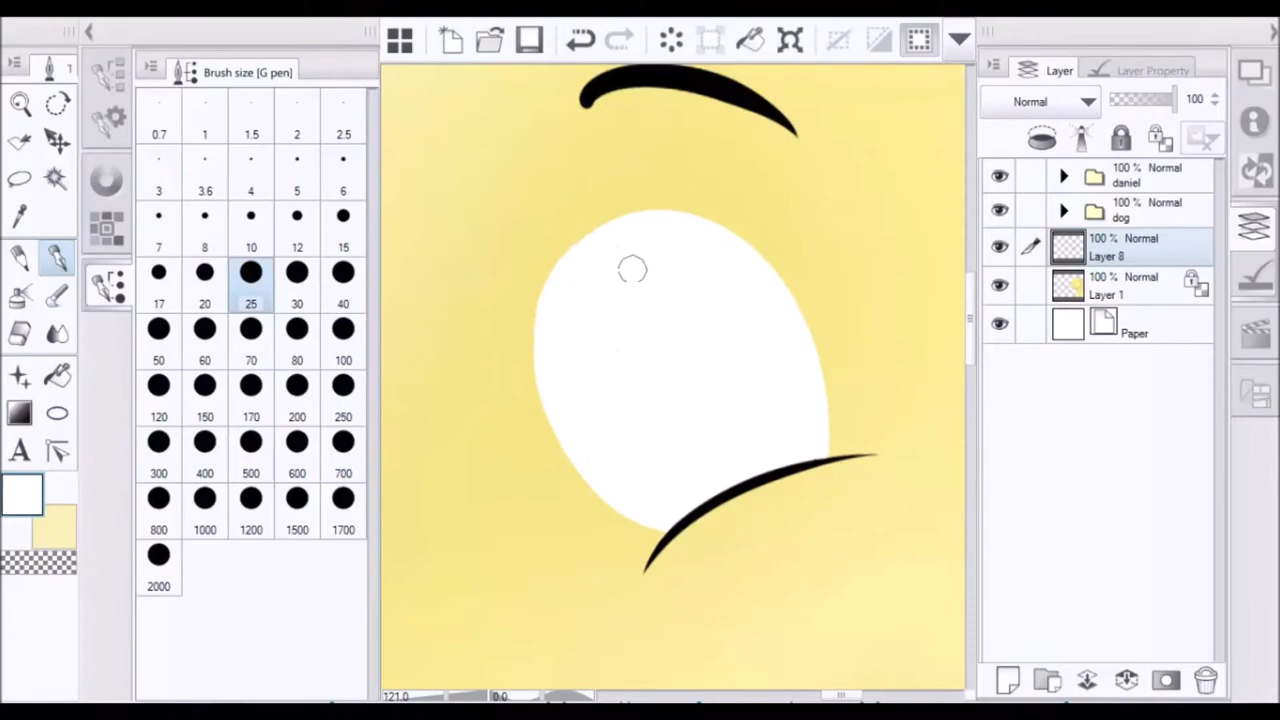 Brush size [G pen]
0.7 1 1.5 2 2.5
3 3.6 4 5 6
7 8 10 12 15
17 20 25 30 40
50 60 70 80 100
120 150 170 200 250
300 400 500 600 700
800 1000 1200 1500 1700
2000
121.0 0.0
Layer Layer Property
Normal 100
100 % Normal
daniel
100 % Normal
dog
100 % Normal
Layer 8
100 % Normal
Layer 1
Paper